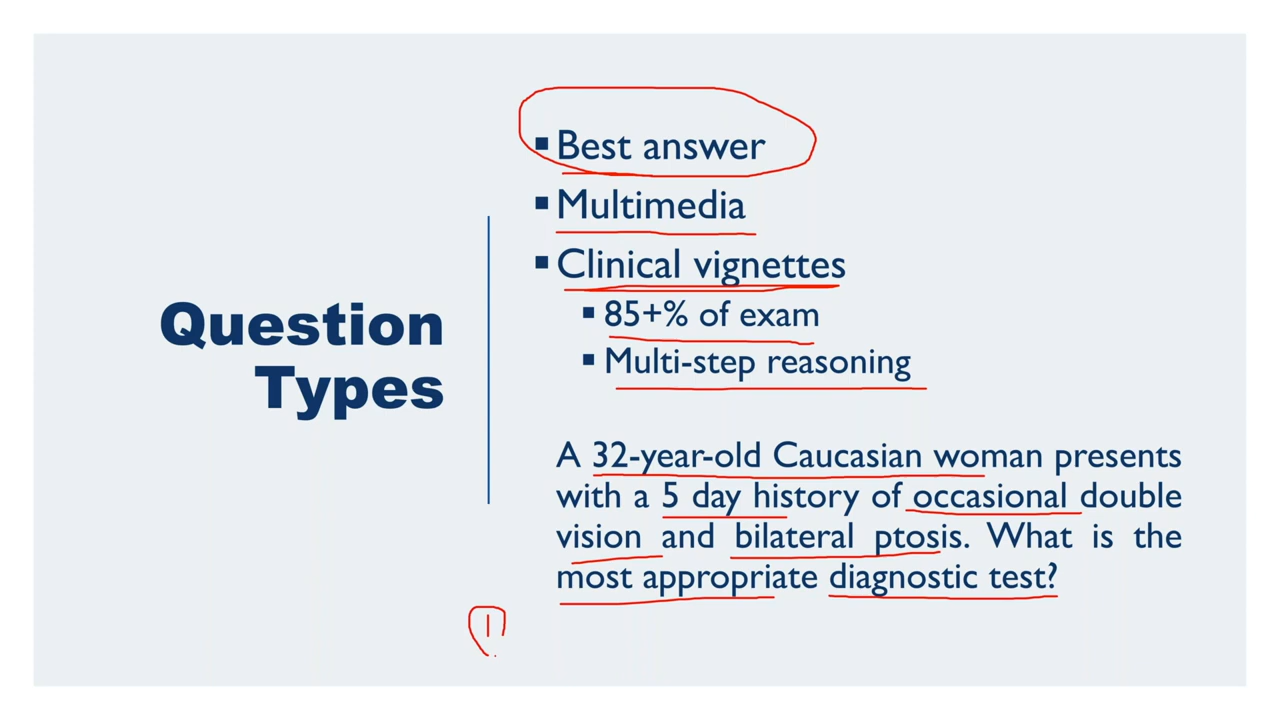 Question
Types
Best answer
Multimedia
Clinical vignettes
85+% of exam
Multi-step reasoning
A 32-year-old Caucasian woman presents
with a 5 day history of occasional double
vision and bilateral ptosis. What is the
most appropriate diagnostic test?
1